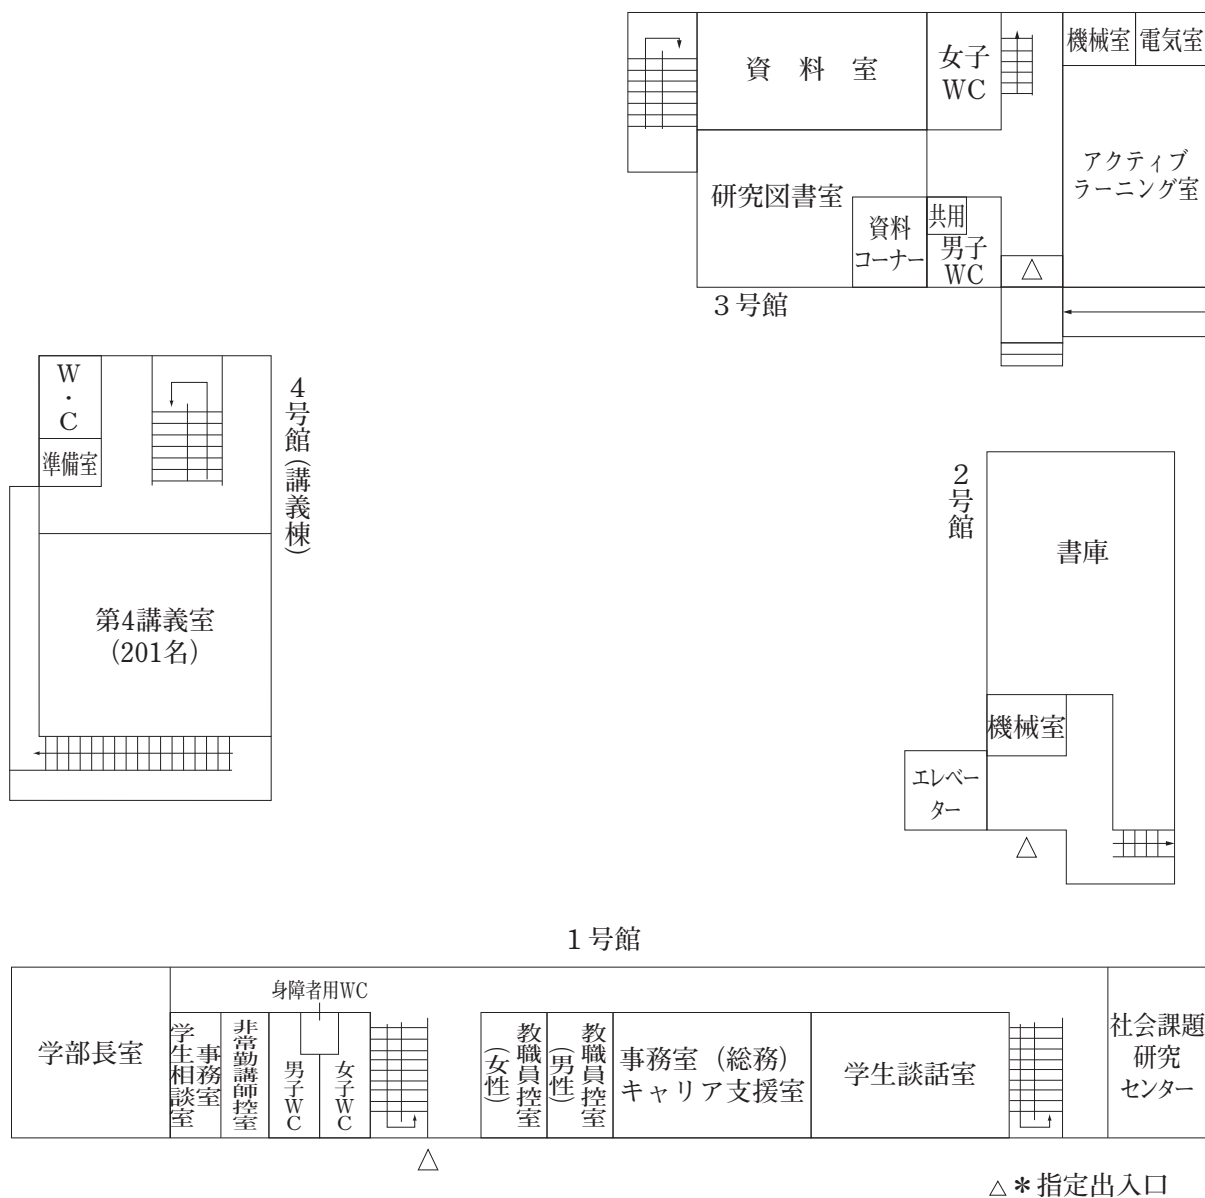 資料室
女子
WC
機械室
電気室
アクティブ
ラーニング室
研究図書室
資料
コーナー
共用
男子
WC
△
3号館
W
・
C
準備室
4号館(講義棟)
第4講義室
(201名)
2号館
書庫
機械室
エレベー
ター
△
1号館
学部長室
学生相談室
事務室
非常勤講師控室
身障者用WC
男子WC
女子WC
教職員控室
(女性)
教職員控室
(男性)
事務室(総務)
キャリア支援室
学生談話室
社会課題
研究
センター
△
△＊指定出入口